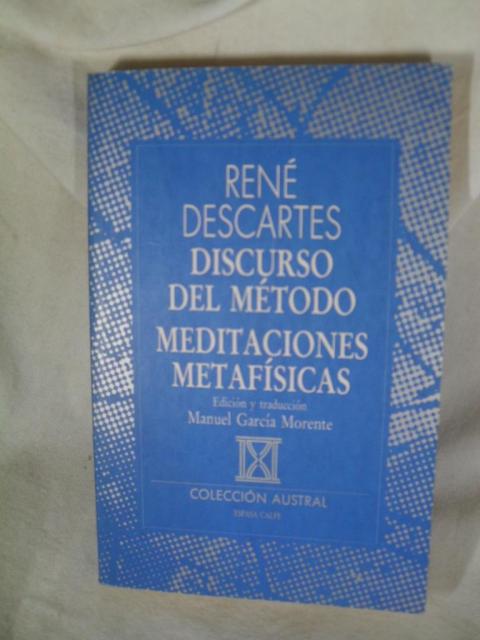 RENÉ
DESCARTES
DISCURSO
DEL MÉTODO
MEDITACIONES
METAFÍSICAS
Edición y traducción
Manuel García Morente
COLECCIÓN AUSTRAL
ESPASA CALPE